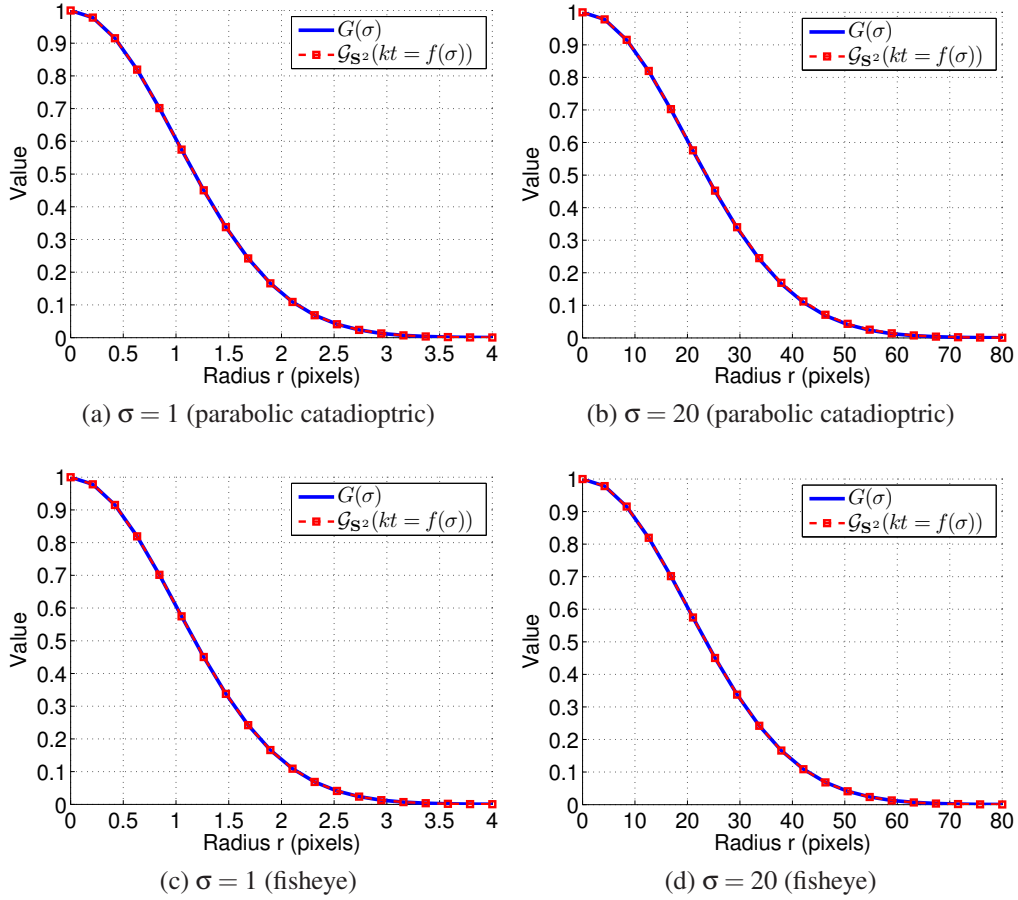 1
0.9
0.8
0.7
0.6
0.5
0.4
0.3
0.2
0.1
0
Value
G(σ)
𝒢_S²(kt = f(σ))
0 0.5 1 1.5 2 2.5 3 3.5 4
Radius r (pixels)
(a) σ = 1 (parabolic catadioptric)
1
0.9
0.8
0.7
0.6
0.5
0.4
0.3
0.2
0.1
0
Value
G(σ)
𝒢_S²(kt = f(σ))
0 10 20 30 40 50 60 70 80
Radius r (pixels)
(b) σ = 20 (parabolic catadioptric)
1
0.9
0.8
0.7
0.6
0.5
0.4
0.3
0.2
0.1
0
Value
G(σ)
𝒢_S²(kt = f(σ))
0 0.5 1 1.5 2 2.5 3 3.5 4
Radius r (pixels)
(c) σ = 1 (fisheye)
1
0.9
0.8
0.7
0.6
0.5
0.4
0.3
0.2
0.1
0
Value
G(σ)
𝒢_S²(kt = f(σ))
0 10 20 30 40 50 60 70 80
Radius r (pixels)
(d) σ = 20 (fisheye)